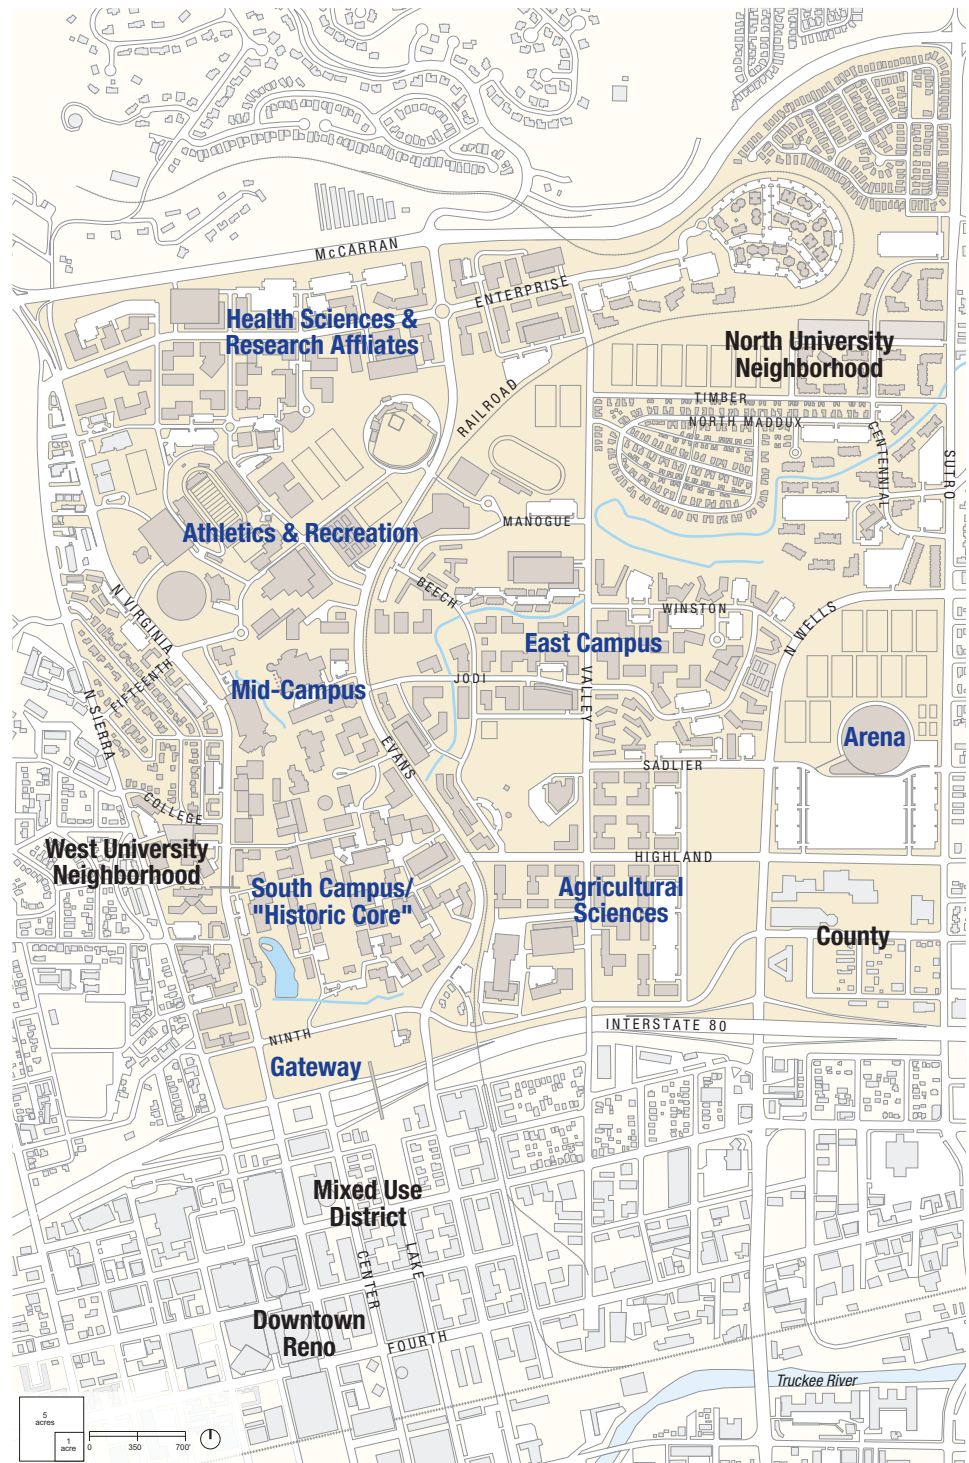 McCARRAN
ENTERPRISE
Health Sciences &
Research Affliates
North University
Neighborhood
RAILROAD
TIMBER
NORTH MADDUX
CENTENNIAL
SUTRO
MANOGUE
Athletics & Recreation
BEECH
N VIRGINIA
WINSTON
N WELLS
East Campus
FIFTEENTH
JODI
VALLEY
Mid-Campus
N SIERRA
EVANS
Arena
SADLIER
COLLEGE
West University
Neighborhood
HIGHLAND
South Campus/
"Historic Core"
Agricultural
Sciences
County
NINTH
INTERSTATE 80
Gateway
Mixed Use
District
CENTER
LAKE
Downtown
Reno
FOURTH
Truckee River
5
acres
1
acre
0 350 700'